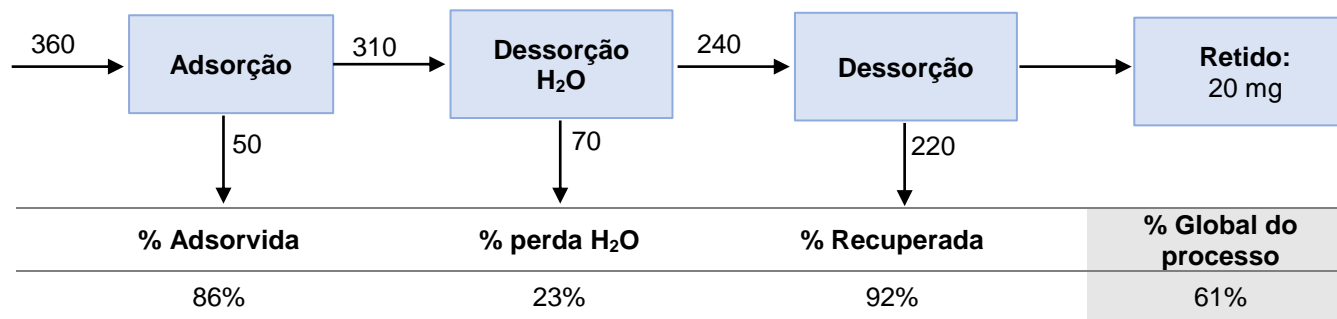 360
Adsorção
310
Dessorção
H₂O
240
Dessorção
Retido:
20 mg
50
70
220
% Adsorvida
% perda H₂O
% Recuperada
% Global do
processo
86%
23%
92%
61%